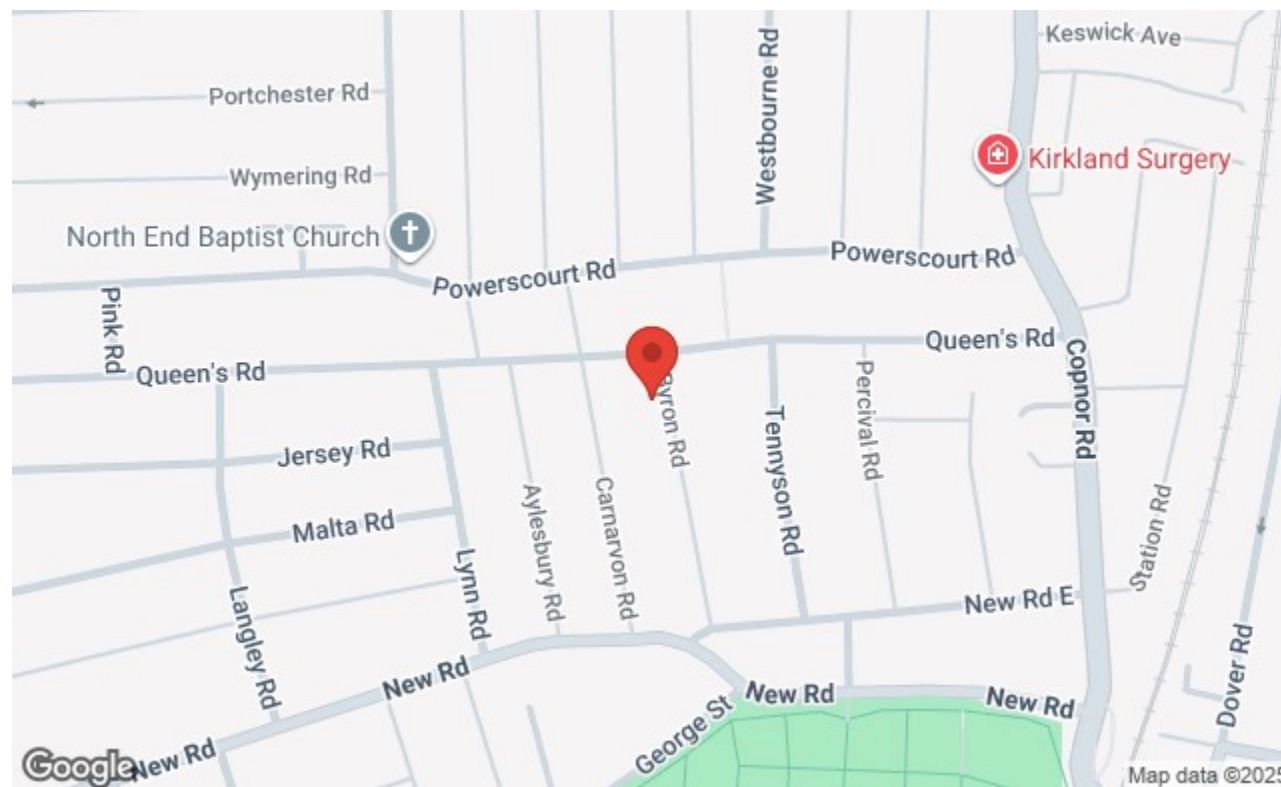 Keswick Ave
Westbourne Rd
Portchester Rd
Kirkland Surgery
Wymering Rd
North End Baptist Church
Powerscourt Rd
Powerscourt Rd
Pink Rd
Queen's Rd
Queen's Rd
Copnor Rd
Byron Rd
Percival Rd
Tennyson Rd
Jersey Rd
Aylesbury Rd
Carnarvon Rd
Malta Rd
Station Rd
Lynn Rd
New Rd E
Langley Rd
Dover Rd
New Rd
New Rd
New Rd
George St
New Rd
Google
Map data ©2025